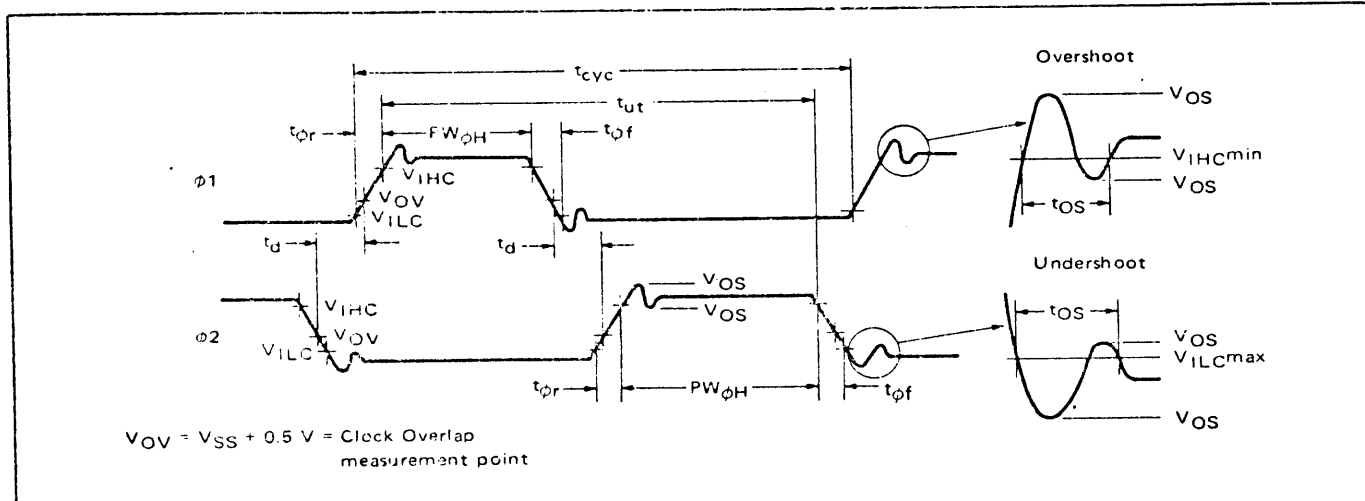 Overshoot
tcyc
tut
VOS
tφr
PWφH
tφf
VIHCmin
VOS
φ1
VIHC
VOV
VILC
tOS
td
td
Undershoot
VOS
VOS
VIHC
tOS
φ2
VOV
VOS
VILC
VILCmax
tφr
PWφH
tφf
VOS
VOV = VSS + 0.5 V = Clock Overlap
measurement point